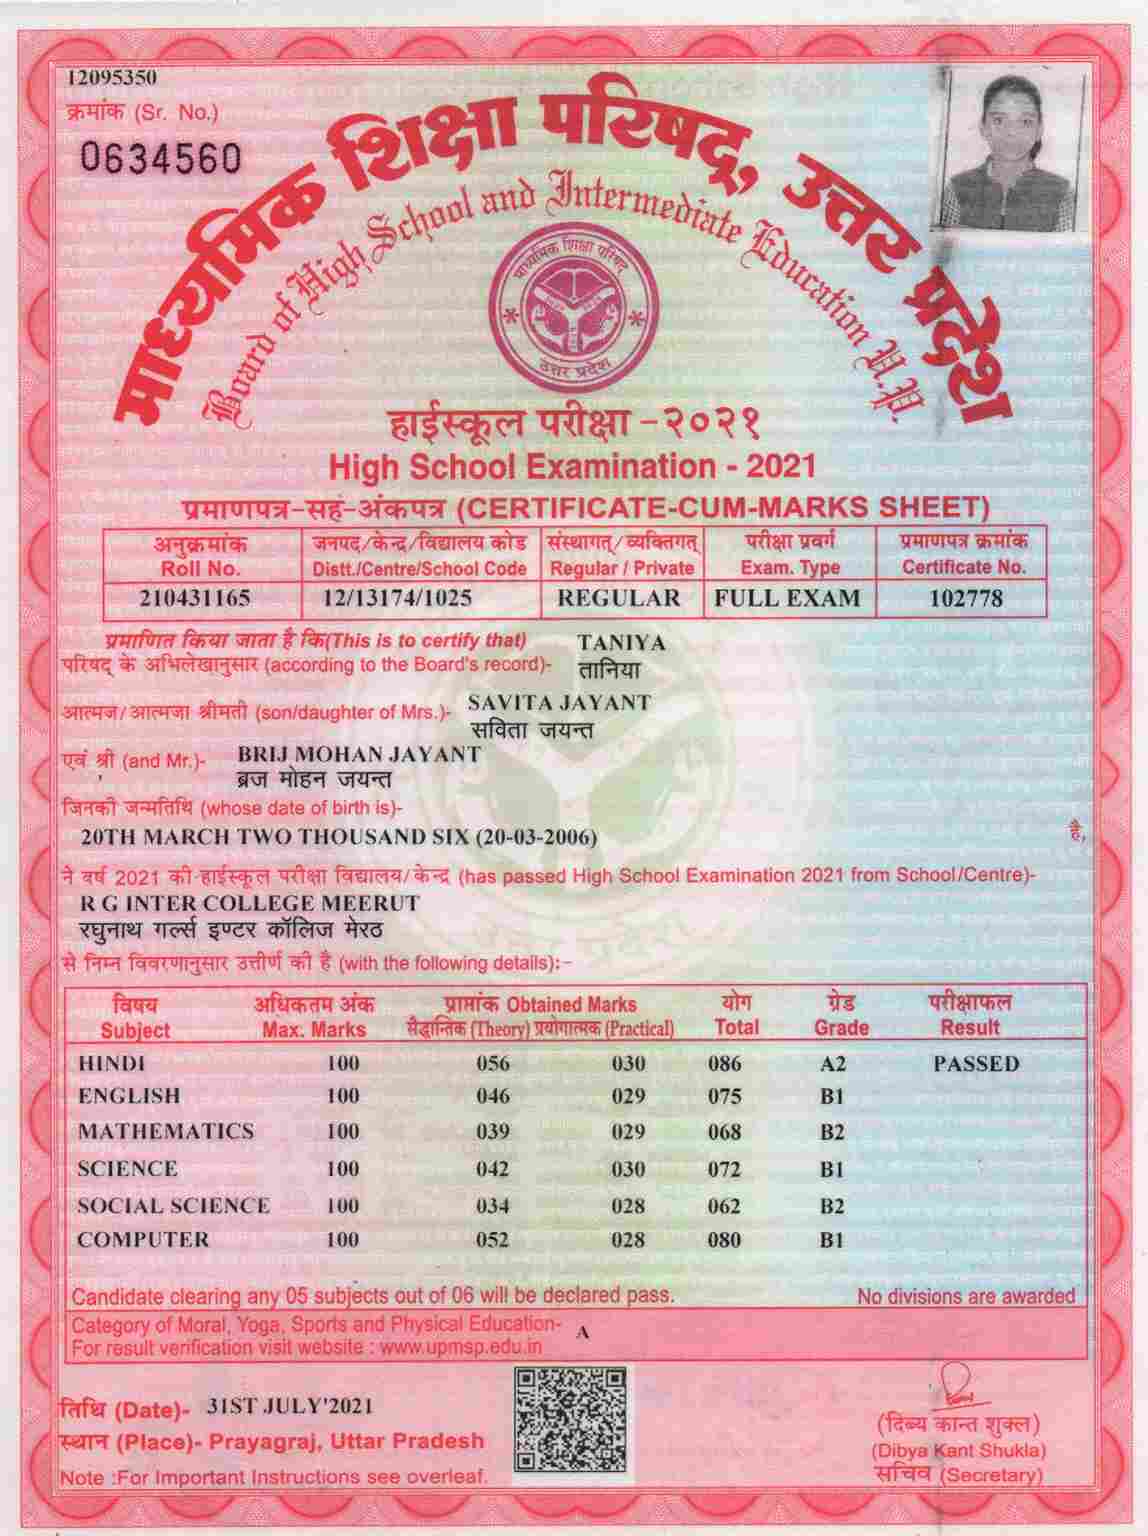 12095350
क्रमांक (Sr. No.)
0634560
माध्यमिक शिक्षा परिषद्, उत्तर प्रदेश
Board of High School and Intermediate Education U.P.
माध्यमिक शिक्षा परिषद्
उत्तर प्रदेश
हाईस्कूल परीक्षा -२०२१
High School Examination - 2021
प्रमाणपत्र-सह-अंकपत्र (CERTIFICATE-CUM-MARKS SHEET)
अनुक्रमांक जनपद/केन्द्र/विद्यालय कोड संस्थागत/व्यक्तिगत् परीक्षा प्रवर्ग प्रमाणपत्र क्रमांक
Roll No. Distt./Centre/School Code Regular / Private Exam. Type Certificate No.
210431165 12/13174/1025 REGULAR FULL EXAM 102778
प्रमाणित किया जाता है कि(This is to certify that) TANIYA
परिषद् के अभिलेखानुसार (according to the Board's record)- तानिया
SAVITA JAYANT
आत्मज/आत्मजा श्रीमती (son/daughter of Mrs.)- सविता जयन्त
BRIJ MOHAN JAYANT
एवं श्री (and Mr.)- ब्रज मोहन जयन्त
जिनकी जन्मतिथि (whose date of birth is)-
20TH MARCH TWO THOUSAND SIX (20-03-2006) है,
ने वर्ष 2021 की हाईस्कूल परीक्षा विद्यालय/केन्द्र (has passed High School Examination 2021 from School/Centre)-
R G INTER COLLEGE MEERUT
रघुनाथ गर्ल्स इण्टर कॉलिज मेरठ
से निम्न विवरणानुसार उत्तीर्ण की है (with the following details):-
विषय अधिकतम अंक प्राप्तांक Obtained Marks योग ग्रेड परीक्षाफल
Subject Max. Marks सैद्धान्तिक (Theory) प्रयोगात्मक (Practical) Total Grade Result
HINDI 100 056 030 086 A2 PASSED
ENGLISH 100 046 029 075 B1
MATHEMATICS 100 039 029 068 B2
SCIENCE 100 042 030 072 B1
SOCIAL SCIENCE 100 034 028 062 B2
COMPUTER 100 052 028 080 B1
Candidate clearing any 05 subjects out of 06 will be declared pass. No divisions are awarded
Category of Moral, Yoga, Sports and Physical Education- A
For result verification visit website : www.upmsp.edu.in
तिथि (Date)- 31ST JULY'2021
स्थान (Place)- Prayagraj, Uttar Pradesh
Note :For Important Instructions see overleaf.
(दिब्य कान्त शुक्ल)
(Dibya Kant Shukla)
सचिव (Secretary)